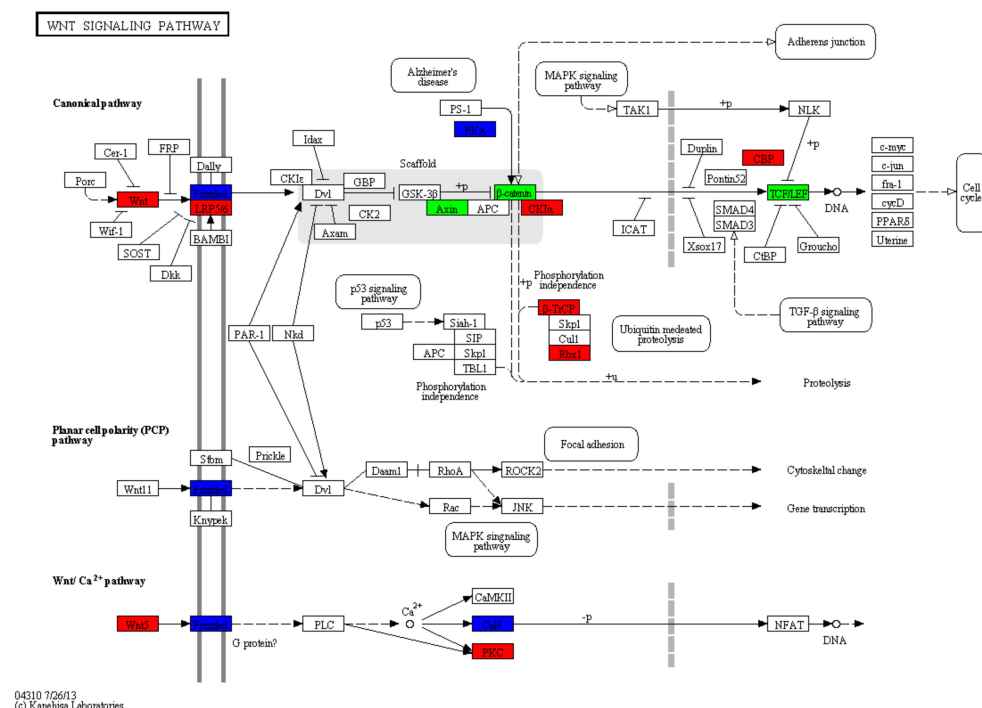 WNT SIGNALING PATHWAY
Adherens junction
Alzheimer's
disease
MAPK signaling
pathway
Canonical pathway
PS-1
PKA
TAK1
+p
NLK
Cer-1
FRP
Idax
Scaffold
Duplin
CBP
+p
c-myc
c-jun
fra-1
cycD
PPARδ
Uterine
Cell
cycle
Porc
Dally
CKIε
Dvl
GBP
GSK-3β
+p
β-catenin
Pontin52
TCF/LEF
DNA
Wnt
Frizzled
LRP5/6
Axin
APC
CKIα
CK2
SMAD4
SMAD3
Wif-1
BAMBI
Axam
ICAT
Xsox17
CtBP
Groucho
SOST
Dkk
p53 signaling
pathway
+p
Phosphorylation
independence
β-TrCP
Skp1
Cul1
Rbx1
Ubiquitin medeated
proteolysis
TGF-β signaling
pathway
PAR-1
Nkd
p53
Siah-1
SIP
APC
Skp1
TBL1
Phosphorylation
independence
+u
Proteolysis
Planar cell polarity (PCP)
pathway
Stbm
Prickle
Daam1
RhoA
ROCK2
Focal adhesion
Cytoskeltal change
Wnt11
Frizzled
Dvl
Rac
JNK
Gene transcription
Knypek
MAPK singnaling
pathway
Wnt/ Ca2+ pathway
CaMKII
Ca2+
Wnt5
Frizzled
G protein?
PLC
CaN
-p
NFAT
DNA
PKC
04310 7/26/13
(c) Kanehisa Laboratories